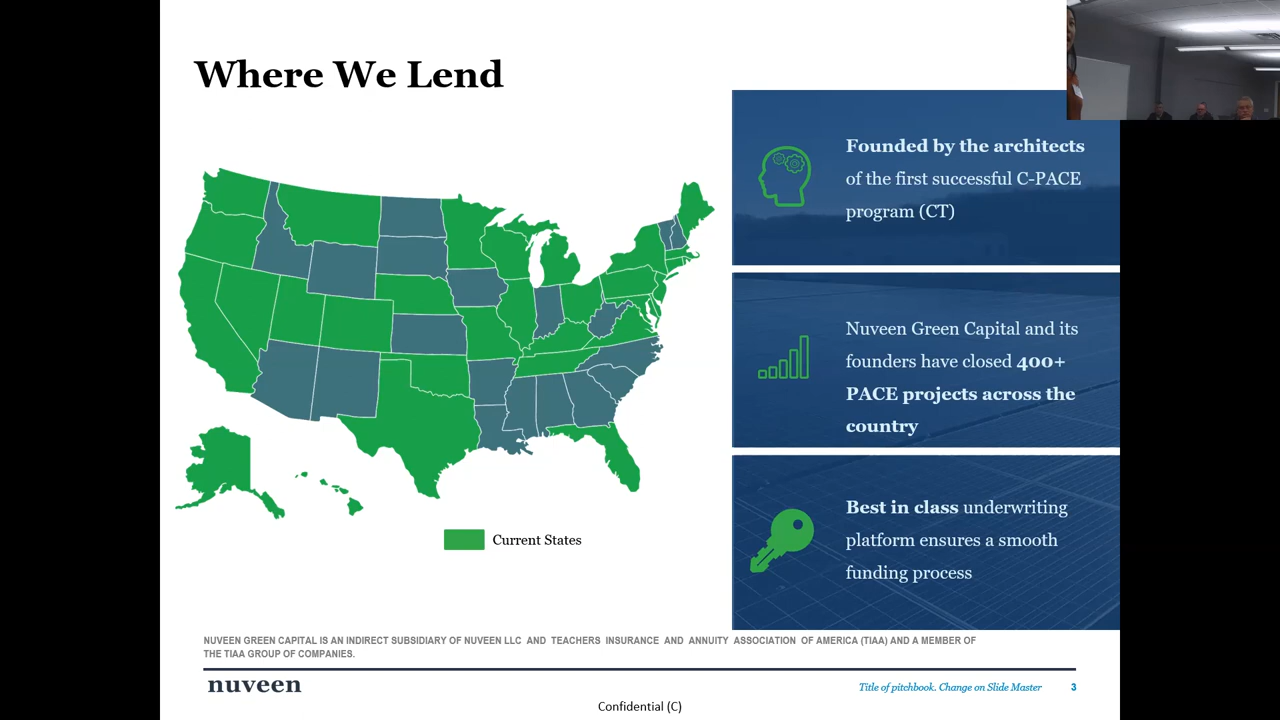 Where We Lend
Founded by the architects
of the first successful C-PACE
program (CT)
Nuveen Green Capital and its
founders have closed 400+
PACE projects across the
country
Best in class underwriting
platform ensures a smooth
funding process
Current States
NUVEEN GREEN CAPITAL IS AN INDIRECT SUBSIDIARY OF NUVEEN LLC AND TEACHERS INSURANCE AND ANNUITY ASSOCIATION OF AMERICA (TIAA) AND A MEMBER OF
THE TIAA GROUP OF COMPANIES.
nuveen
Title of pitchbook. Change on Slide Master 3
Confidential (C)